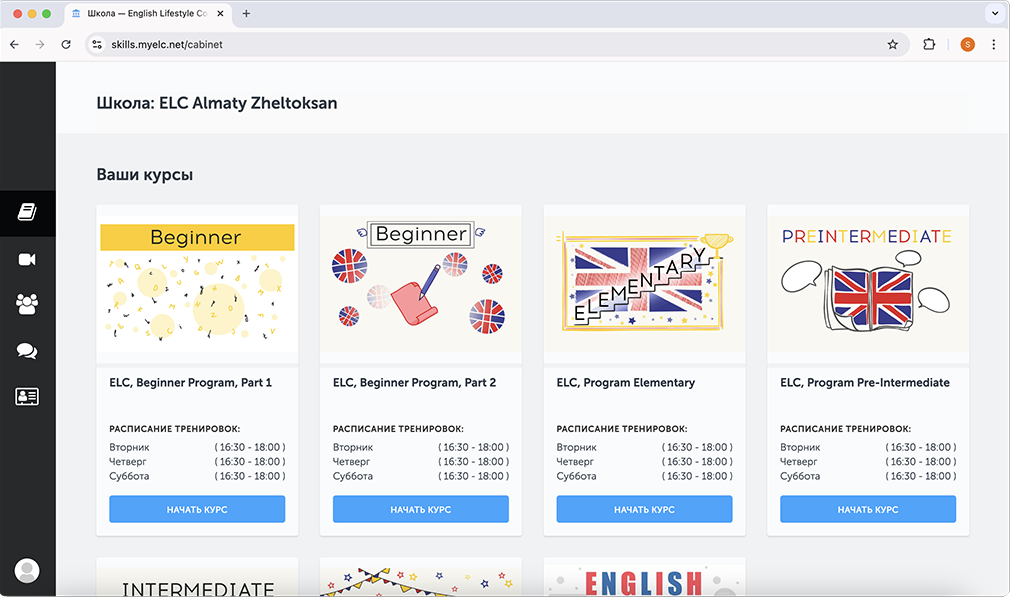 Школа — English Lifestyle Co
skills.myelc.net/cabinet
S
Школа: ELC Almaty Zheltoksan
Ваши курсы
Beginner
Beginner
ELEMENTARY
PREINTERMEDIATE
ELC, Beginner Program, Part 1
ELC, Beginner Program, Part 2
ELC, Program Elementary
ELC, Program Pre-Intermediate
РАСПИСАНИЕ ТРЕНИРОВОК:
Вторник ( 16:30 - 18:00 )
Четверг ( 16:30 - 18:00 )
Суббота ( 16:30 - 18:00 )
НАЧАТЬ КУРС
РАСПИСАНИЕ ТРЕНИРОВОК:
Вторник ( 16:30 - 18:00 )
Четверг ( 16:30 - 18:00 )
Суббота ( 16:30 - 18:00 )
НАЧАТЬ КУРС
РАСПИСАНИЕ ТРЕНИРОВОК:
Вторник ( 16:30 - 18:00 )
Четверг ( 16:30 - 18:00 )
Суббота ( 16:30 - 18:00 )
НАЧАТЬ КУРС
РАСПИСАНИЕ ТРЕНИРОВОК:
Вторник ( 16:30 - 18:00 )
Четверг ( 16:30 - 18:00 )
Суббота ( 16:30 - 18:00 )
НАЧАТЬ КУРС
INTERMEDIATE
ENGLISH